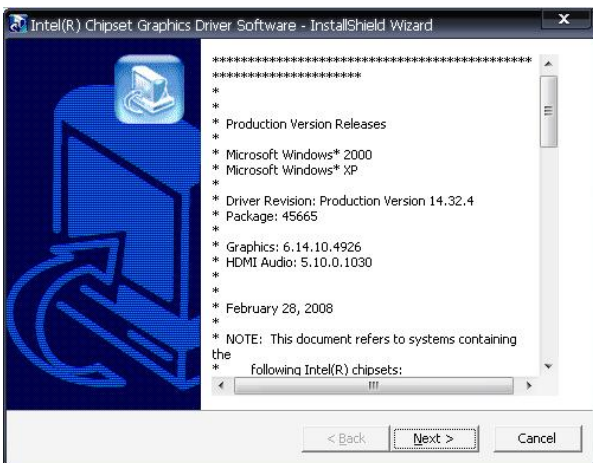 Intel(R) Chipset Graphics Driver Software - InstallShield Wizard
X
************************************************
**********************
*
*
* Production Version Releases
*
* Microsoft Windows* 2000
* Microsoft Windows* XP
*
* Driver Revision: Production Version 14.32.4
* Package: 45665
*
* Graphics: 6.14.10.4926
* HDMI Audio: 5.10.0.1030
*
*
* February 28, 2008
*
* NOTE: This document refers to systems containing
the
* following Intel(R) chipsets:
< Back
Next >
Cancel